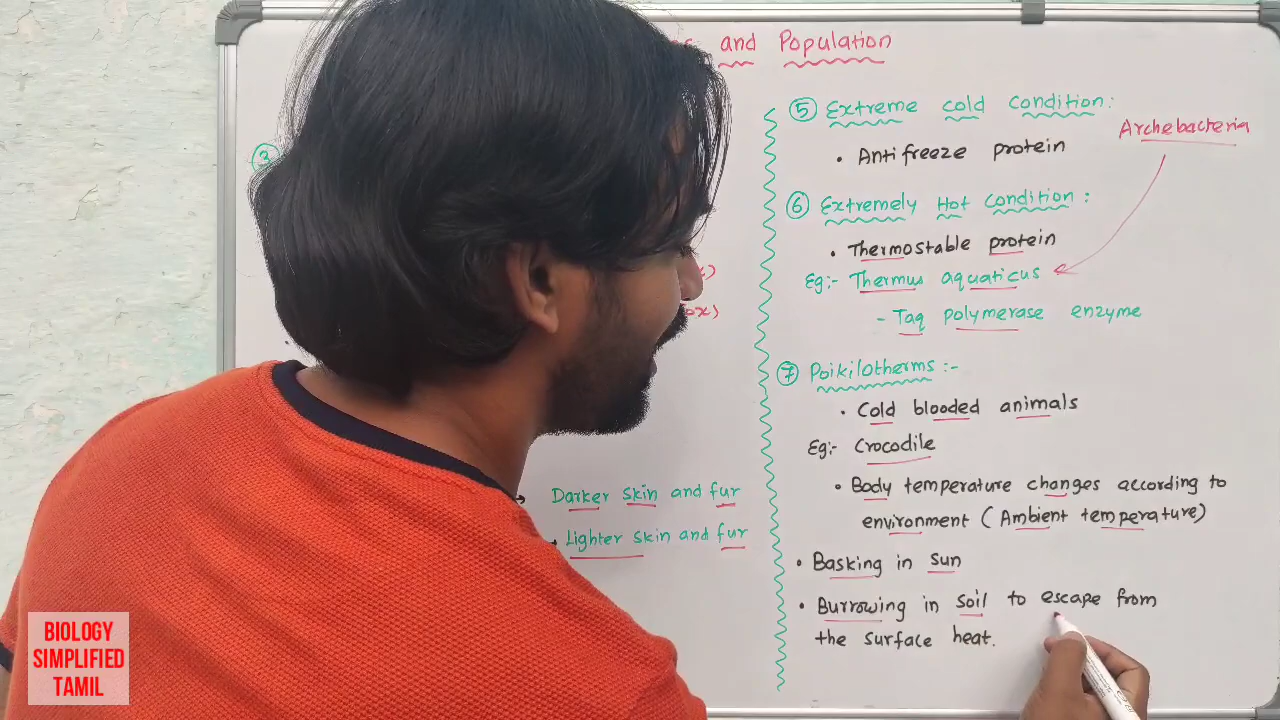 and Population
3
Darker skin and fur
Lighter skin and fur
5 Extreme cold condition:
Archebacteria
• Antifreeze protein
6 Extremely Hot condition:
• Thermostable protein
Eg:- Thermus aquaticus
- Taq polymerase enzyme
7 Poikilotherms:-
• Cold blooded animals
Eg:- Crocodile
• Body temperature changes according to
environment (Ambient temperature)
• Basking in sun
• Burrowing in soil to escape from
the surface heat.
BIOLOGY
SIMPLIFIED
TAMIL